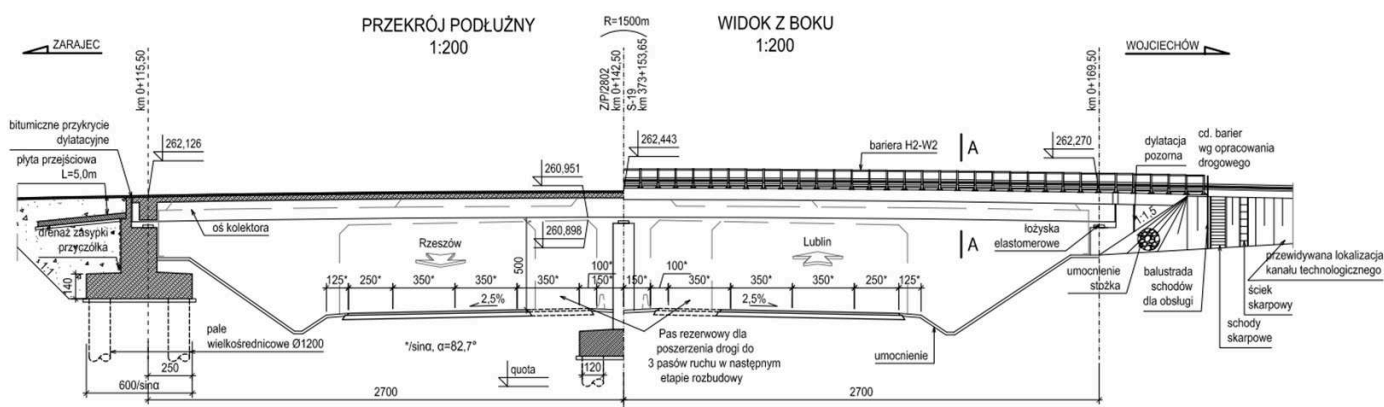 PRZEKRÓJ PODŁUŻNY
1:200
R=1500m
WIDOK Z BOKU
1:200
ZARAJEC
WOJCIECHÓW
km 0+115,50
Z/P/2802
km 0+142,50
S-19
km 373+153,65
km 0+169,50
bitumiczne przykrycie
dylatacyjne
płyta przejściowa
L=5,0m
262,126
260,951
262,443
bariera H2-W2
A
262,270
dylatacja
pozorna
cd. barier
wg opracowania
drogowego
oś kolektora
260,898
drenaż zasypki
przyczółka
1:1
140
Rzeszów
500
Lublin
A
łożyska
elastomerowe
1:1,5
umocnienie
stożka
balustrada
schodów
dla obsługi
przewidywana lokalizacja
kanału technologicznego
ściek
skarpowy
schody
skarpowe
125*
250*
350*
350*
350*
100*
150*
150*
100*
350*
350*
350*
250*
125*
2,5%
2,5%
pale
wielkośrednicowe Ø1200
*/sinα, α=82,7°
Pas rezerwowy dla
poszerzenia drogi do
3 pasów ruchu w następnym
etapie rozbudowy
umocnienie
250
600/sinα
quota
120
2700
2700